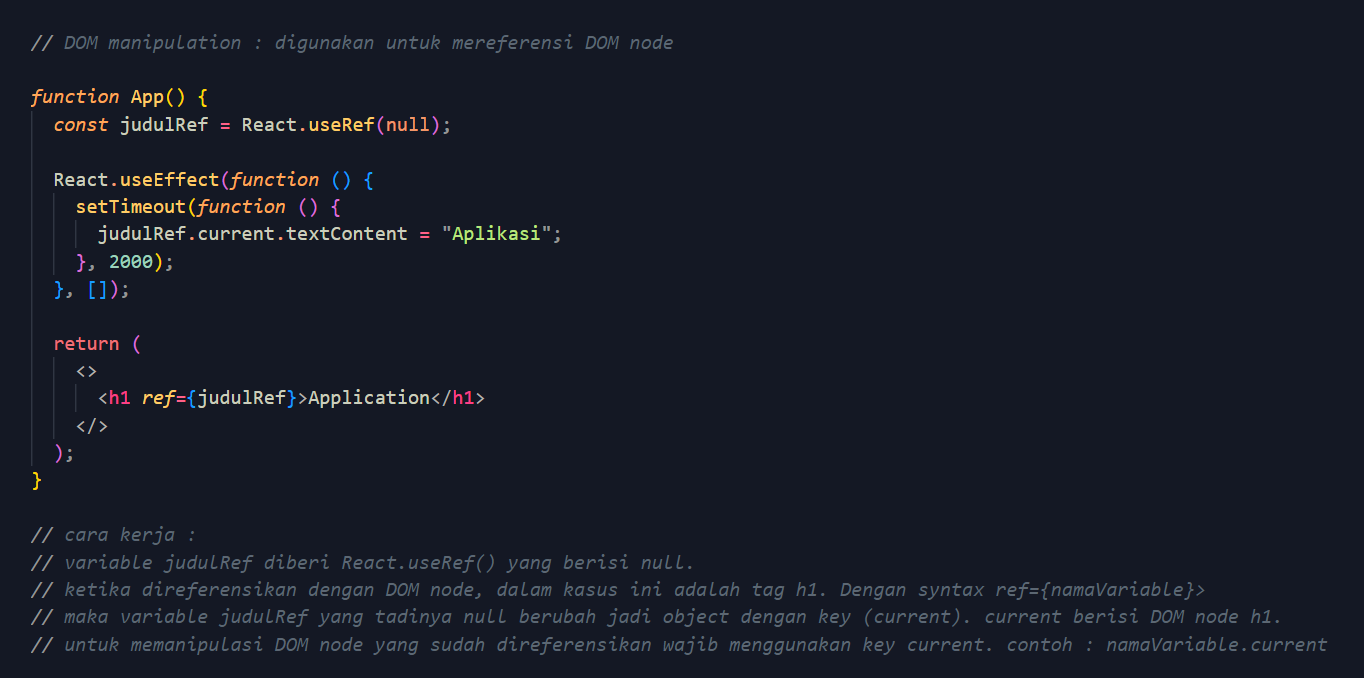 // DOM manipulation : digunakan untuk mereferensi DOM node
function App() {
const judulRef = React.useRef(null);
React.useEffect(function () {
setTimeout(function () {
judulRef.current.textContent = "Aplikasi";
}, 2000);
}, []);
return (
<>
<h1 ref={judulRef}>Application</h1>
</>
);
}
// cara kerja :
// variable judulRef diberi React.useRef() yang berisi null.
// ketika direferensikan dengan DOM node, dalam kasus ini adalah tag h1. Dengan syntax ref={namaVariable}>
// maka variable judulRef yang tadinya null berubah jadi object dengan key (current). current berisi DOM node h1.
// untuk memanipulasi DOM node yang sudah direferensikan wajib menggunakan key current. contoh : namaVariable.current